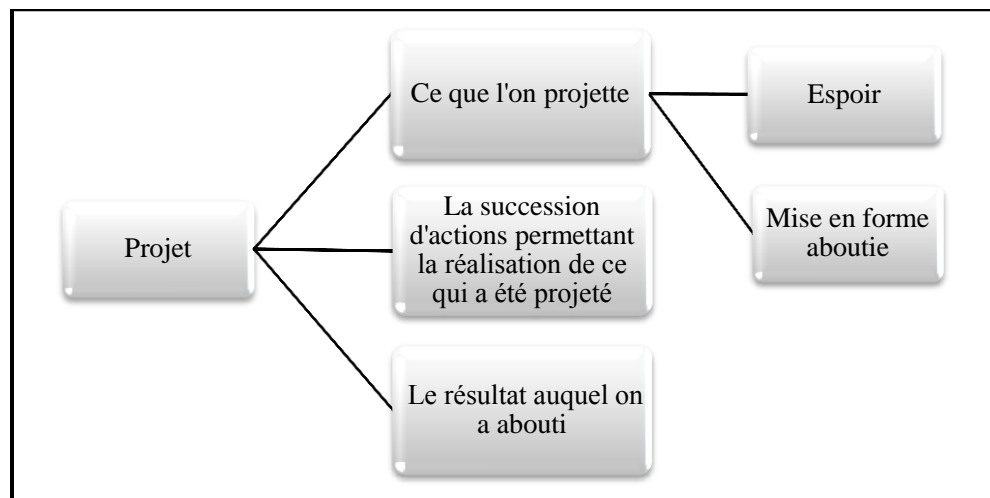 Projet
Ce que l'on projette
Espoir
Mise en forme
aboutie
La succession
d'actions permettant
la réalisation de ce
qui a été projeté
Le résultat auquel on
a abouti